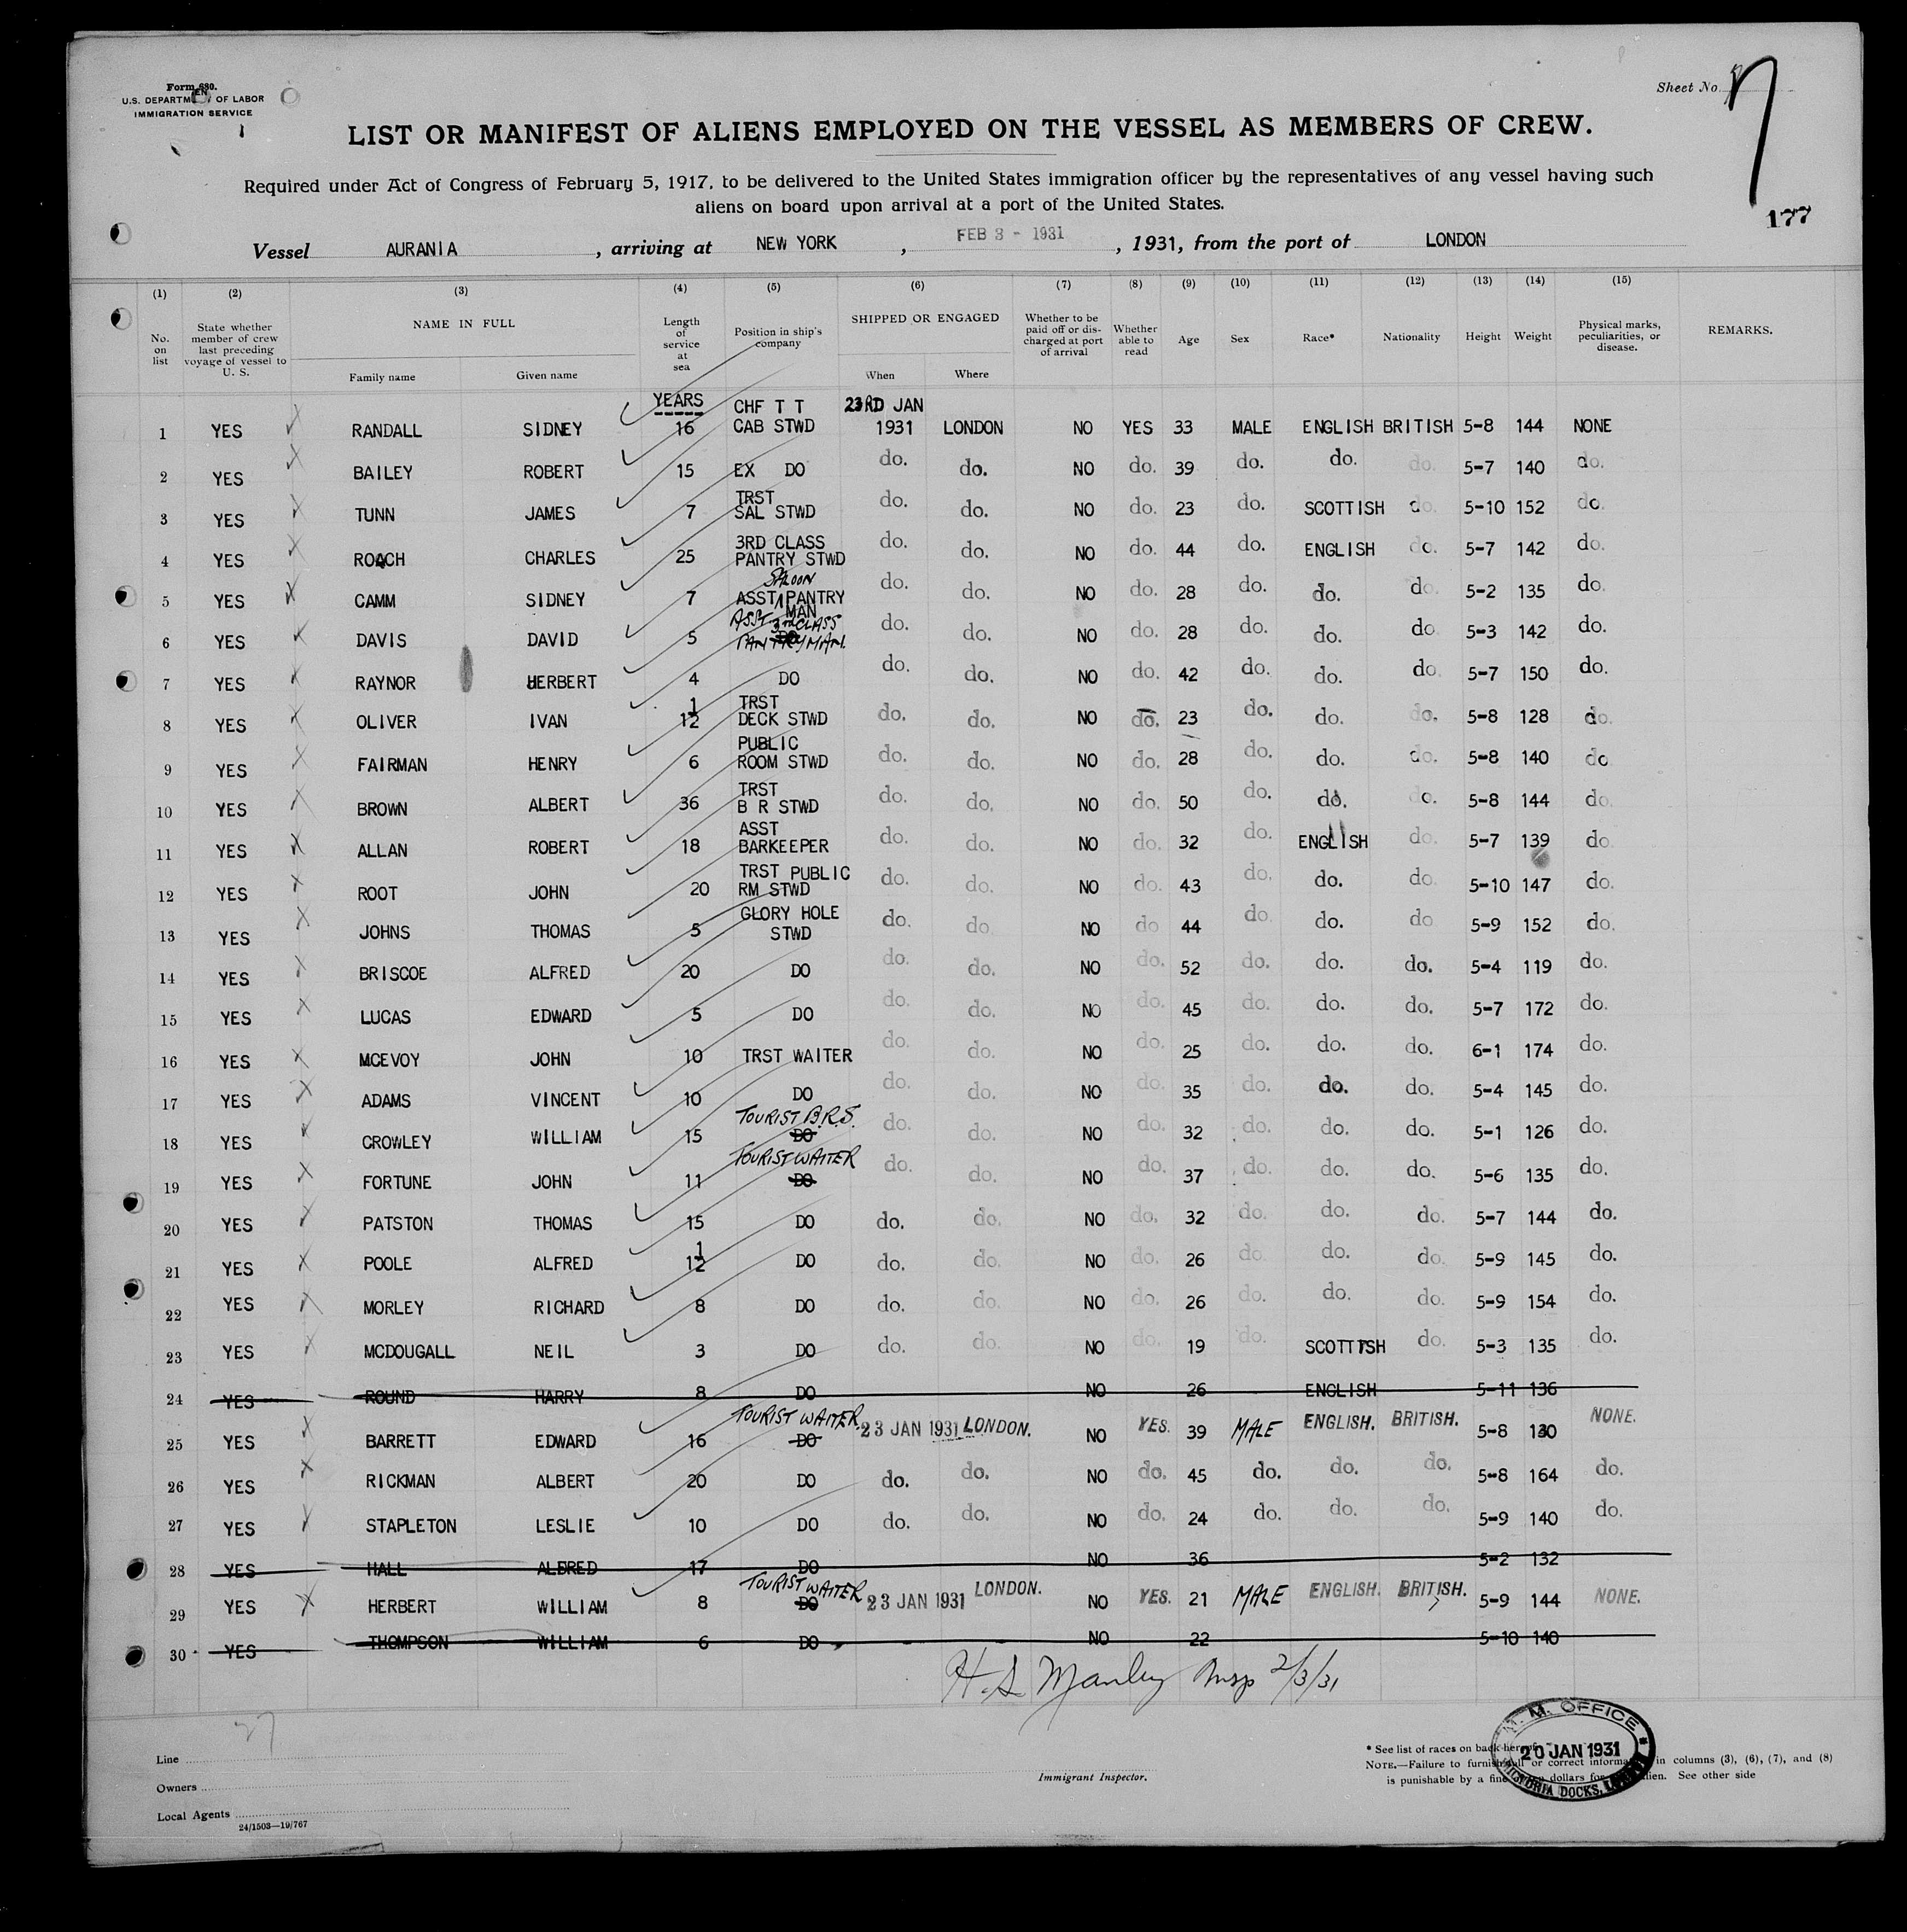 Form 680.
U.S. DEPARTMENT OF LABOR
IMMIGRATION SERVICE
Sheet No. 7
LIST OR MANIFEST OF ALIENS EMPLOYED ON THE VESSEL AS MEMBERS OF CREW.
Required under Act of Congress of February 5, 1917, to be delivered to the United States immigration officer by the representatives of any vessel having such
aliens on board upon arrival at a port of the United States.
177
Vessel AURANIA, arriving at NEW YORK, FEB 3 - 1931, 1931, from the port of LONDON
(1) (2) (3) (4) (5) (6) (7) (8) (9) (10) (11) (12) (13) (14) (15)
No. on list State whether member of crew last preceding voyage of vessel to U. S. NAME IN FULL Length of service at sea Position in ship's company SHIPPED OR ENGAGED Whether to be paid off or discharged at port of arrival Whether able to read Age Sex Race* Nationality Height Weight Physical marks, peculiarities, or disease. REMARKS.
Family name Given name When Where
YEARS CHF T T 23RD JAN
1 YES RANDALL SIDNEY 16 CAB STWD 1931 LONDON NO YES 33 MALE ENGLISH BRITISH 5-8 144 NONE
2 YES BAILEY ROBERT 15 EX DO do. do. NO do. 39 do. do. do. 5-7 140 do.
TRST
3 YES TUNN JAMES 7 SAL STWD do. do. NO do. 23 do. SCOTTISH do. 5-10 152 do.
3RD CLASS
4 YES ROACH CHARLES 25 PANTRY STWD do. do. NO do. 44 do. ENGLISH do. 5-7 142 do.
SALOON
5 YES CAMM SIDNEY 7 ASST PANTRY MAN do. do. NO do. 28 do. do. do. 5-2 135 do.
ASST 3rd CLASS
6 YES DAVIS DAVID 5 PANTRYMAN. do. do. NO do. 28 do. do. do 5-3 142 do.
7 YES RAYNOR HERBERT 4 DO do. do. NO do. 42 do. do. do. 5-7 150 do.
1 TRST
8 YES OLIVER IVAN 12 DECK STWD do. do. NO do. 23 do. do. do. 5-8 128 do.
PUBLIC
9 YES FAIRMAN HENRY 6 ROOM STWD do. do. NO do. 28 do. do. do. 5-8 140 do
TRST
10 YES BROWN ALBERT 36 B R STWD do. do. NO do. 50 do. do. do. 5-8 144 do.
ASST
11 YES ALLAN ROBERT 18 BARKEEPER do. do. NO do. 32 do. ENGLISH do. 5-7 139 do.
TRST PUBLIC
12 YES ROOT JOHN 20 RM STWD do. do. NO do. 43 do. do. do. 5-10 147 do.
GLORY HOLE
13 YES JOHNS THOMAS 5 STWD do. do NO do 44 do. do. do 5-9 152 do.
14 YES BRISCOE ALFRED 20 DO do. do. NO do. 52 do. do. do. 5-4 119 do.
15 YES LUCAS EDWARD 5 DO do. do. NO do. 45 do. do. do. 5-7 172 do.
16 YES MCEVOY JOHN 10 TRST WAITER do. do. NO do. 25 do. do. do. 6-1 174 do.
17 YES ADAMS VINCENT 10 DO do. do. NO do. 35 do. do. do. 5-4 145 do.
TOURIST B.R.S.
18 YES CROWLEY WILLIAM 15 DO do. do. NO do. 32 do. do. do. 5-1 126 do.
TOURIST WAITER
19 YES FORTUNE JOHN 11 DO do. do. NO do. 37 do. do. do. 5-6 135 do.
20 YES PATSTON THOMAS 15 DO do. do. NO do. 32 do. do. do. 5-7 144 do.
1
21 YES POOLE ALFRED 12 DO do. do. NO do. 26 do do. do. 5-9 145 do.
22 YES MORLEY RICHARD 8 DO do. do. NO do. 26 do. do. do. 5-9 154 do.
23 YES MCDOUGALL NEIL 3 DO do. do. NO do. 19 do. SCOTTISH do. 5-3 135 do.
24 YES ROUND HARRY 8 DO NO 26 ENGLISH 5-11 136
TOURIST WAITER
25 YES BARRETT EDWARD 16 DO 23 JAN 1931 LONDON. NO YES. 39 MALE ENGLISH. BRITISH. 5-8 130 NONE.
26 YES RICKMAN ALBERT 20 DO do. do. NO do. 45 do. do. do. 5-8 164 do.
27 YES STAPLETON LESLIE 10 DO do. do. NO do. 24 do. do. do. 5-9 140 do.
28 YES HALL ALFRED 17 DO NO 36 5-2 132
TOURIST WAITER
29 YES HERBERT WILLIAM 8 DO 23 JAN 1931 LONDON. NO YES. 21 MALE ENGLISH. BRITISH. 5-9 144 NONE.
30 YES THOMPSON WILLIAM 6 DO NO 22 5-10 140
H. S. Manley Insp 2/3/31
27
Line
Owners
Local Agents
24/1503—19/767
Immigrant Inspector.
* See list of races on back hereof.
NOTE.—Failure to furnish full or correct information in columns (3), (6), (7), and (8)
is punishable by a fine dollars for alien. See other side
M. M. OFFICE
20 JAN 1931
VICTORIA DOCKS, LONDON